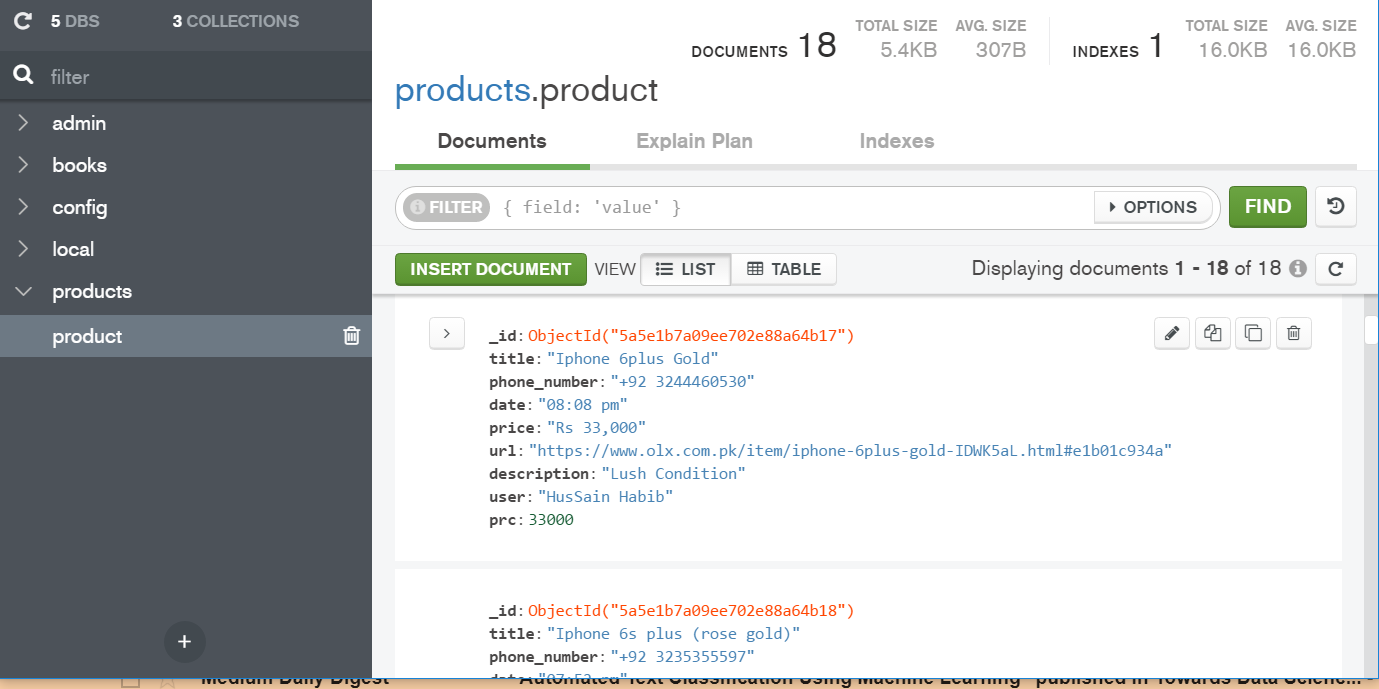 5 DBS 3 COLLECTIONS
filter
admin
books
config
local
products
product
DOCUMENTS 18 TOTAL SIZE 5.4KB AVG. SIZE 307B INDEXES 1 TOTAL SIZE 16.0KB AVG. SIZE 16.0KB
products.product
Documents Explain Plan Indexes
FILTER { field: 'value' } OPTIONS FIND
INSERT DOCUMENT VIEW LIST TABLE Displaying documents 1 - 18 of 18
_id: ObjectId("5a5e1b7a09ee702e88a64b17")
title: "Iphone 6plus Gold"
phone_number: "+92 3244460530"
date: "08:08 pm"
price: "Rs 33,000"
url: "https://www.olx.com.pk/item/iphone-6plus-gold-IDWK5aL.html#e1b01c934a"
description: "Lush Condition"
user: "HusSain Habib"
prc: 33000
_id: ObjectId("5a5e1b7a09ee702e88a64b18")
title: "Iphone 6s plus (rose gold)"
phone_number: "+92 3235355597"
date: "07:52 pm"
Medium Daily Digest Automated Text Classification Using Machine Learning" published in Towards Data Scienc...